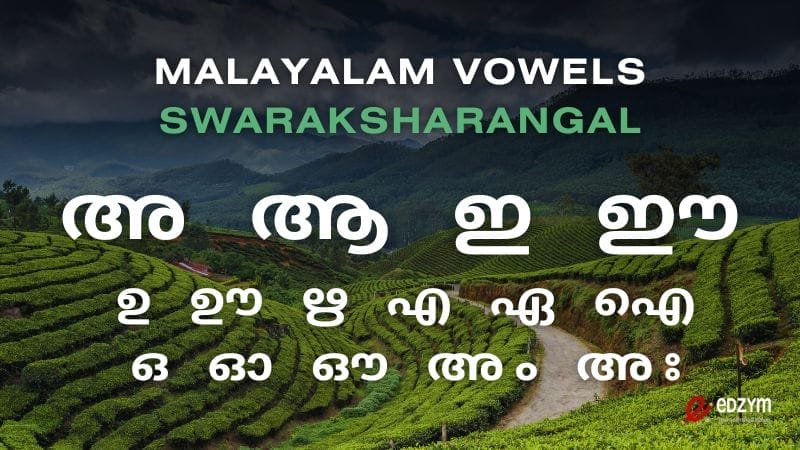 MALAYALAM VOWELS
SWARAKSHARANGAL
അ ആ ഇ ഈ
ഉ ഊ ഋ എ ഏ ഐ
ഒ ഓ ഔ അം അഃ
EDZYM